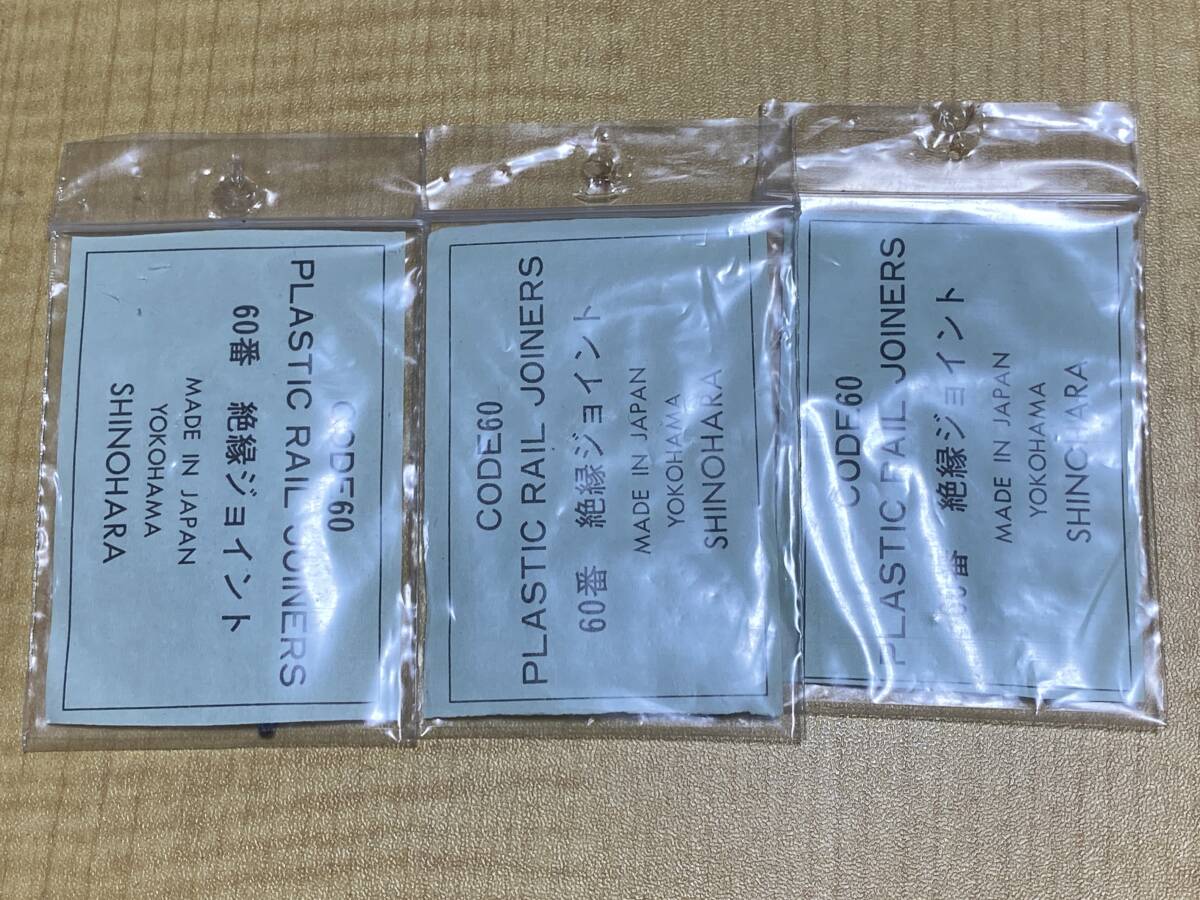 CODE60
PLASTIC RAIL JOINERS
60番 絶縁ジョイント
MADE IN JAPAN
YOKOHAMA
SHINOHARA
CODE60
PLASTIC RAIL JOINERS
60番 絶縁ジョイント
MADE IN JAPAN
YOKOHAMA
SHINOHARA
CODE60
PLASTIC RAIL JOINERS
60番 絶縁ジョイント
MADE IN JAPAN
YOKOHAMA
SHINOHARA